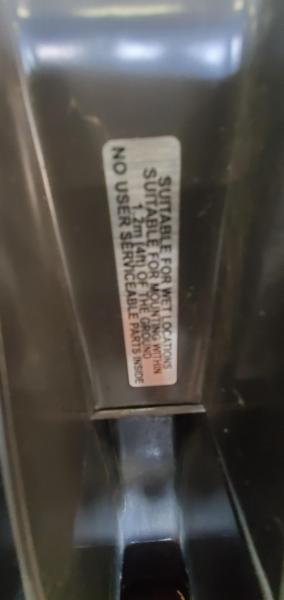 SUITABLE FOR WET LOCATIONS
SUITABLE FOR MOUNTING WITHIN
1.2m (4ft) OF THE GROUND
NO USER SERVICEABLE PARTS INSIDE